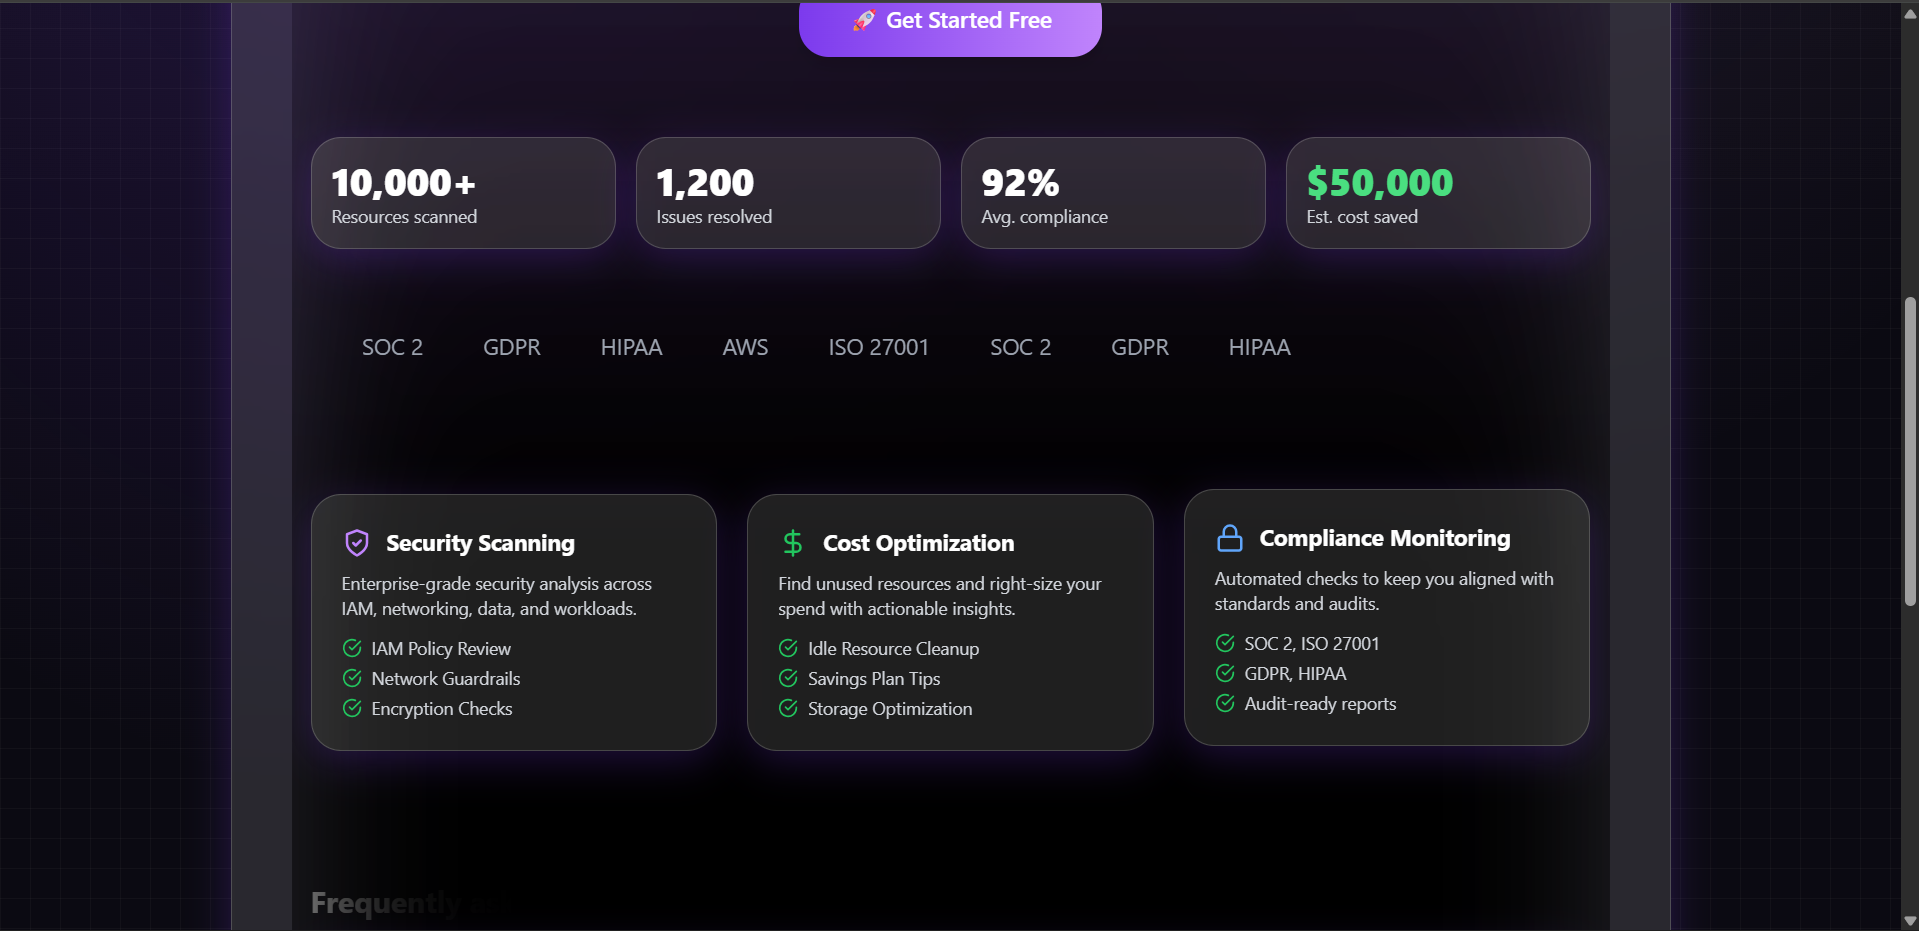 🚀 Get Started Free
10,000+
Resources scanned
1,200
Issues resolved
92%
Avg. compliance
$50,000
Est. cost saved
SOC 2 GDPR HIPAA AWS ISO 27001 SOC 2 GDPR HIPAA
Security Scanning
Enterprise-grade security analysis across
IAM, networking, data, and workloads.
IAM Policy Review
Network Guardrails
Encryption Checks
Cost Optimization
Find unused resources and right-size your
spend with actionable insights.
Idle Resource Cleanup
Savings Plan Tips
Storage Optimization
Compliance Monitoring
Automated checks to keep you aligned with
standards and audits.
SOC 2, ISO 27001
GDPR, HIPAA
Audit-ready reports
Frequently